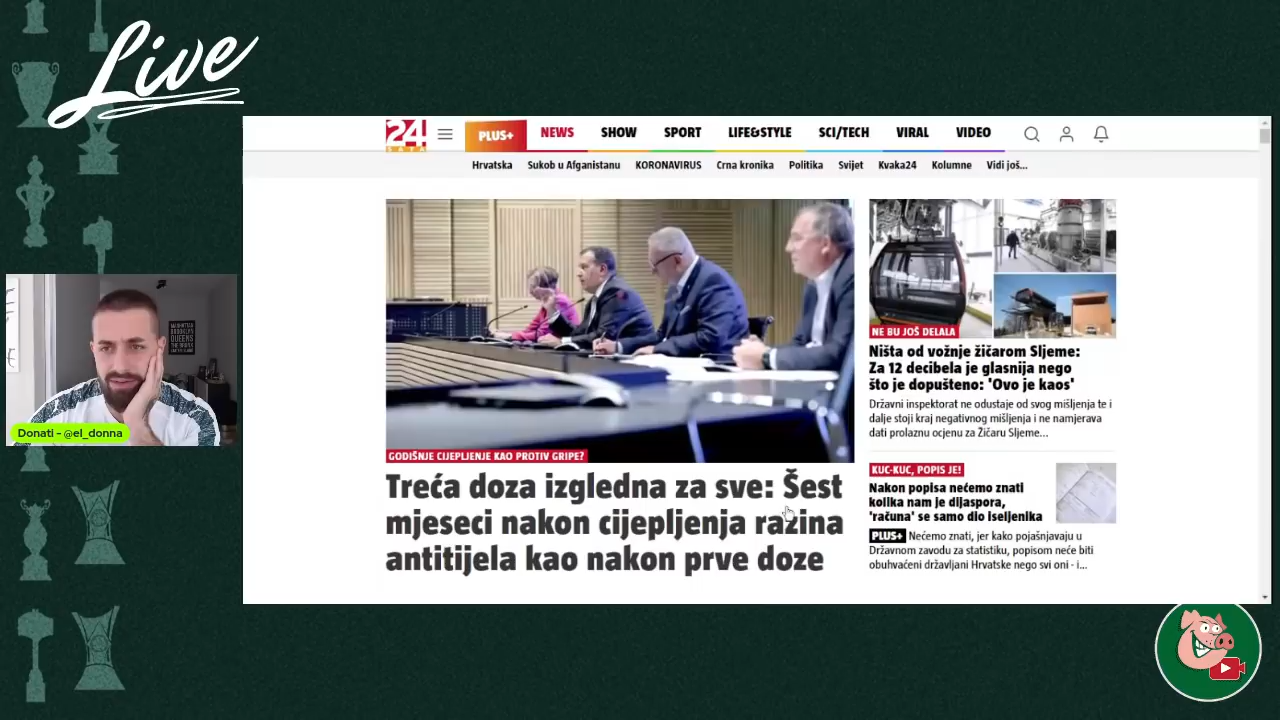 Live
24
SATA
PLUS+
NEWS
SHOW
SPORT
LIFE&STYLE
SCI/TECH
VIRAL
VIDEO
Hrvatska
Sukob u Afganistanu
KORONAVIRUS
Crna kronika
Politika
Svijet
Kvaka24
Kolumne
Vidi još...
GODIŠNJE CIJEPLJENJE KAO PROTIV GRIPE?
Treća doza izgledna za sve: Šest
mjeseci nakon cijepljenja razina
antitijela kao nakon prve doze
NE BU JOŠ DELALA
Ništa od vožnje žičarom Sljeme:
Za 12 decibela je glasnija nego
što je dopušteno: 'Ovo je kaos'
Državni inspektorat ne odustaje od svog mišljenja te i
dalje stoji kraj negativnog mišljenja i ne namjerava
dati prolaznu ocjenu za Žičaru Sljeme...
KUC-KUC, POPIS JE!
Nakon popisa nećemo znati
kolika nam je dijaspora,
'računa' se samo dio iseljenika
PLUS+ Nećemo znati, jer kako pojašnjavaju u
Državnom zavodu za statistiku, popisom neće biti
obuhvaćeni državljani Hrvatske nego svi oni - i...
MANHATTAN
BROOKLYN
QUEENS
THE BRONX
Donati - @el_donna